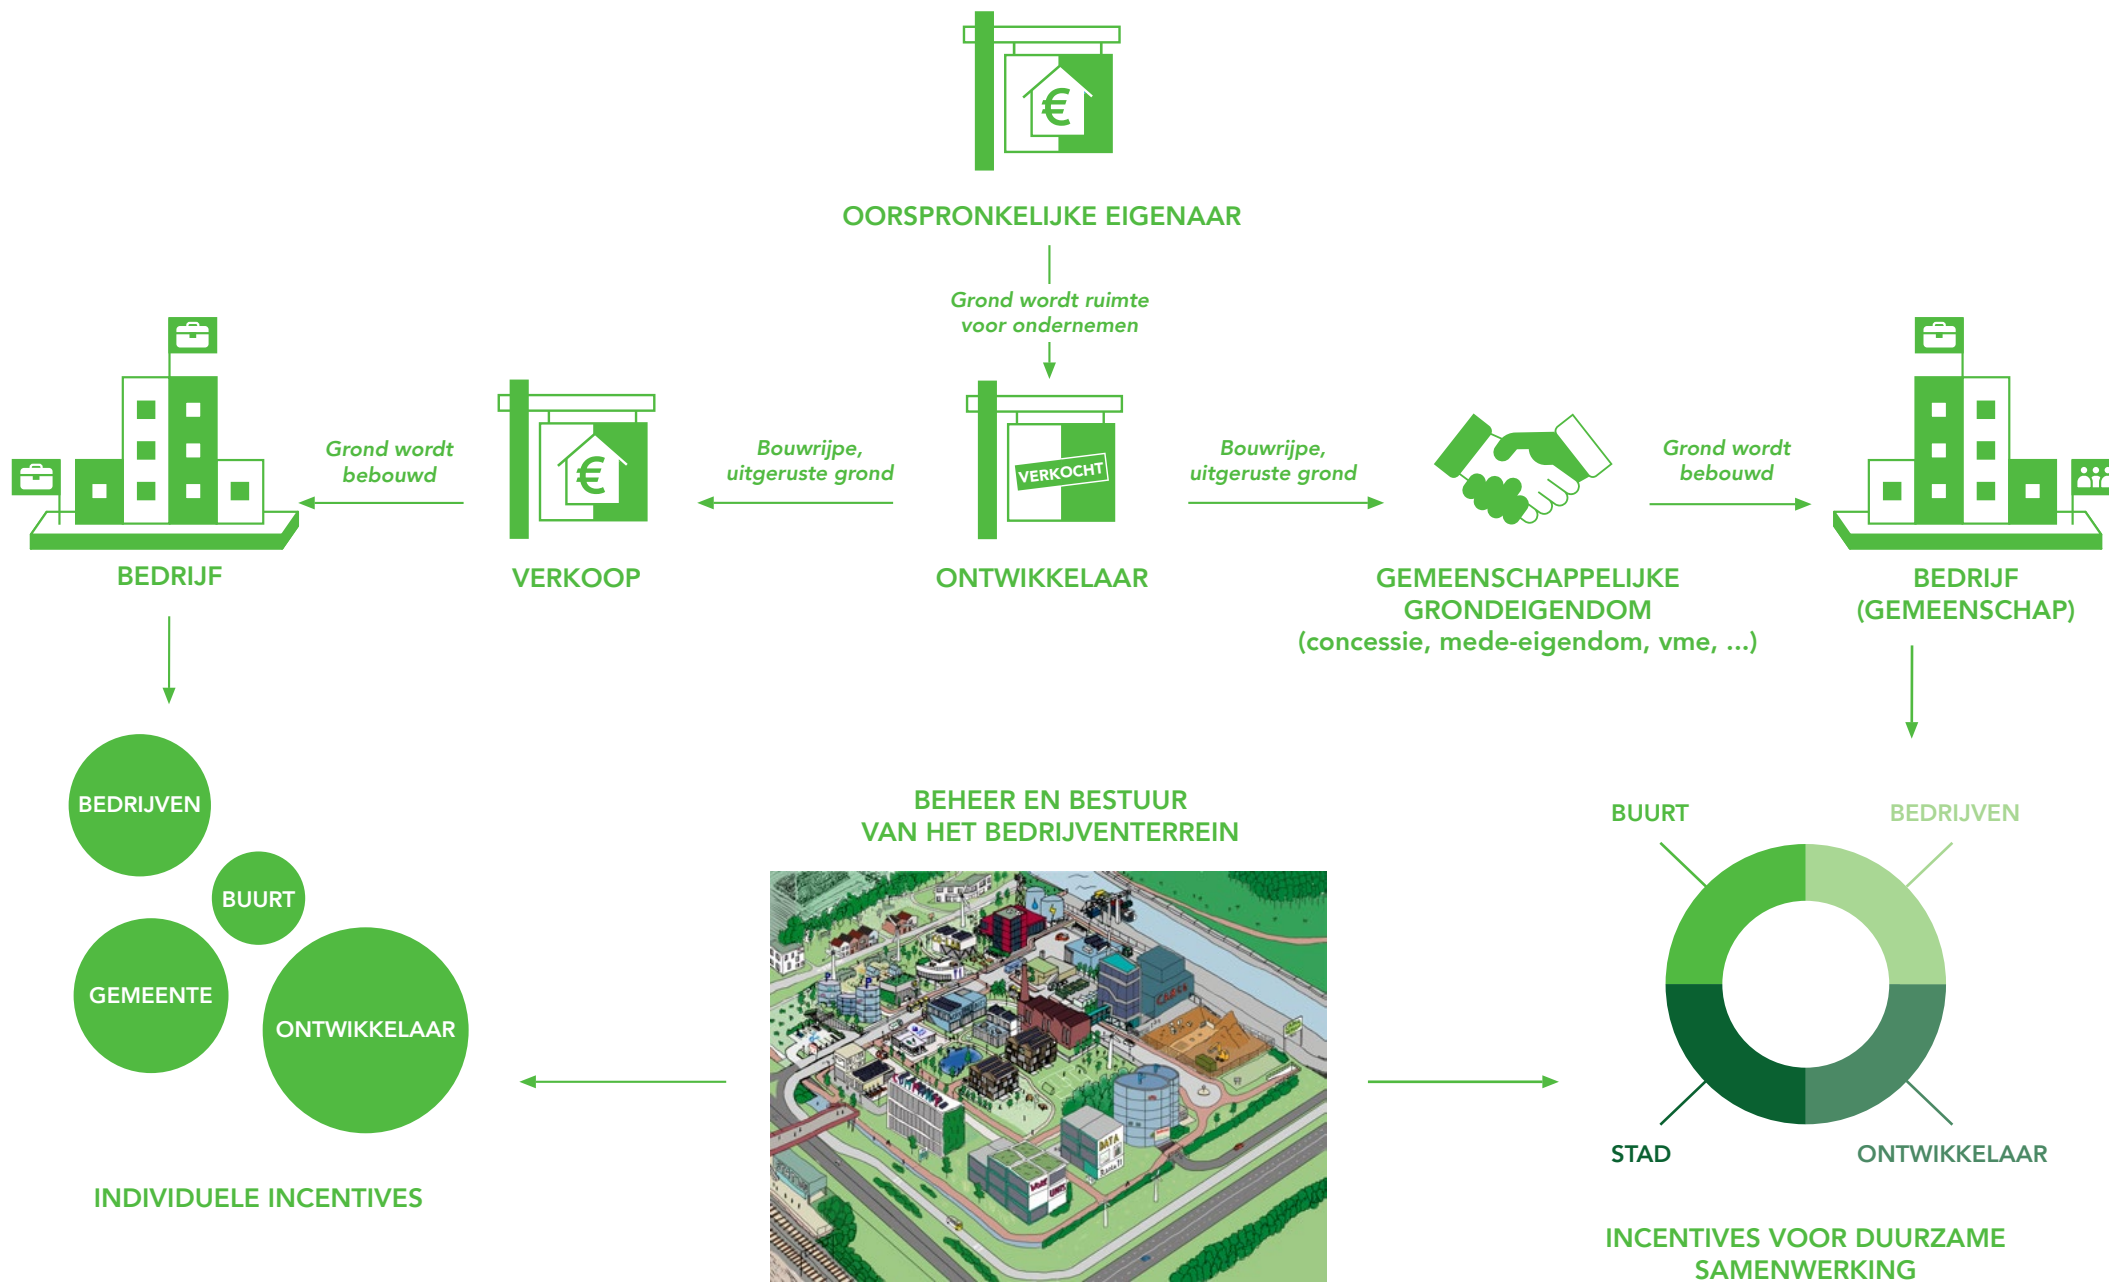 €
OORSPRONKELIJKE EIGENAAR
Grond wordt ruimte
voor ondernemen
Grond wordt
bebouwd
€
Bouwrijpe,
uitgeruste grond
VERKOCHT
Bouwrijpe,
uitgeruste grond
Grond wordt
bebouwd
BEDRIJF
VERKOOP
ONTWIKKELAAR
GEMEENSCHAPPELIJKE
GRONDEIGENDOM
(concessie, mede-eigendom, vme, ...)
BEDRIJF
(GEMEENSCHAP)
BEDRIJVEN
BUURT
GEMEENTE
ONTWIKKELAAR
INDIVIDUELE INCENTIVES
BEHEER EN BESTUUR
VAN HET BEDRIJVENTERREIN
P
P
DATA
BUURT
BEDRIJVEN
STAD
ONTWIKKELAAR
INCENTIVES VOOR DUURZAME
SAMENWERKING